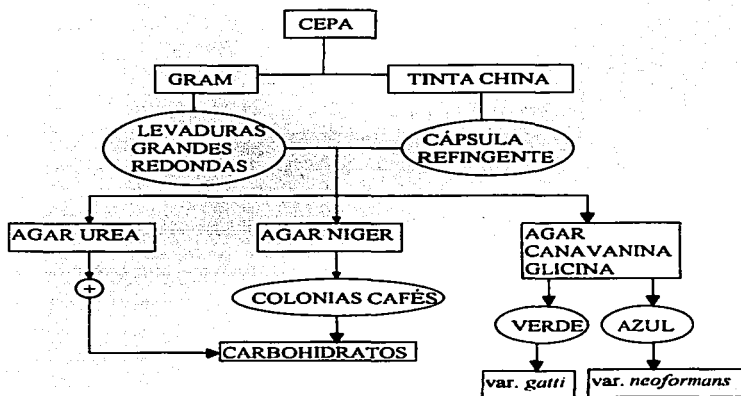 CEPA
GRAM
TINTA CHINA
LEVADURAS
GRANDES
REDONDAS
CÁPSULA
REFINGENTE
AGAR UREA
AGAR NIGER
AGAR
CANAVANINA
GLICINA
+
COLONIAS CAFÉS
VERDE
AZUL
CARBOHIDRATOS
var. gatti
var. neoformans